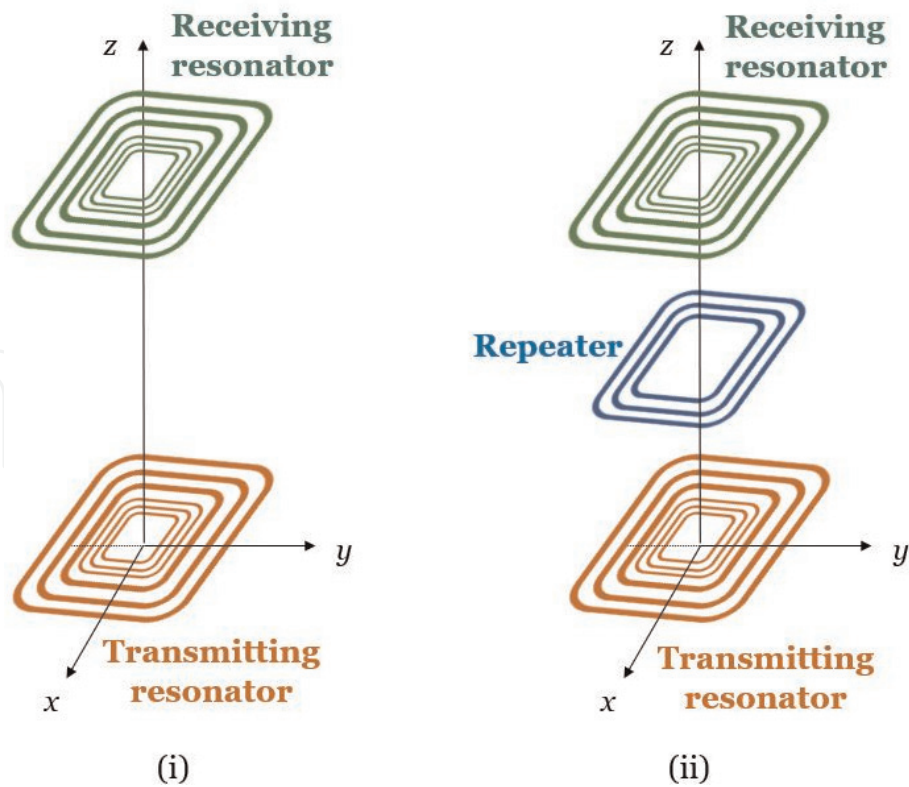 z
Receiving
resonator
y
x
Transmitting
resonator
(i)
z
Receiving
resonator
Repeater
y
x
Transmitting
resonator
(ii)